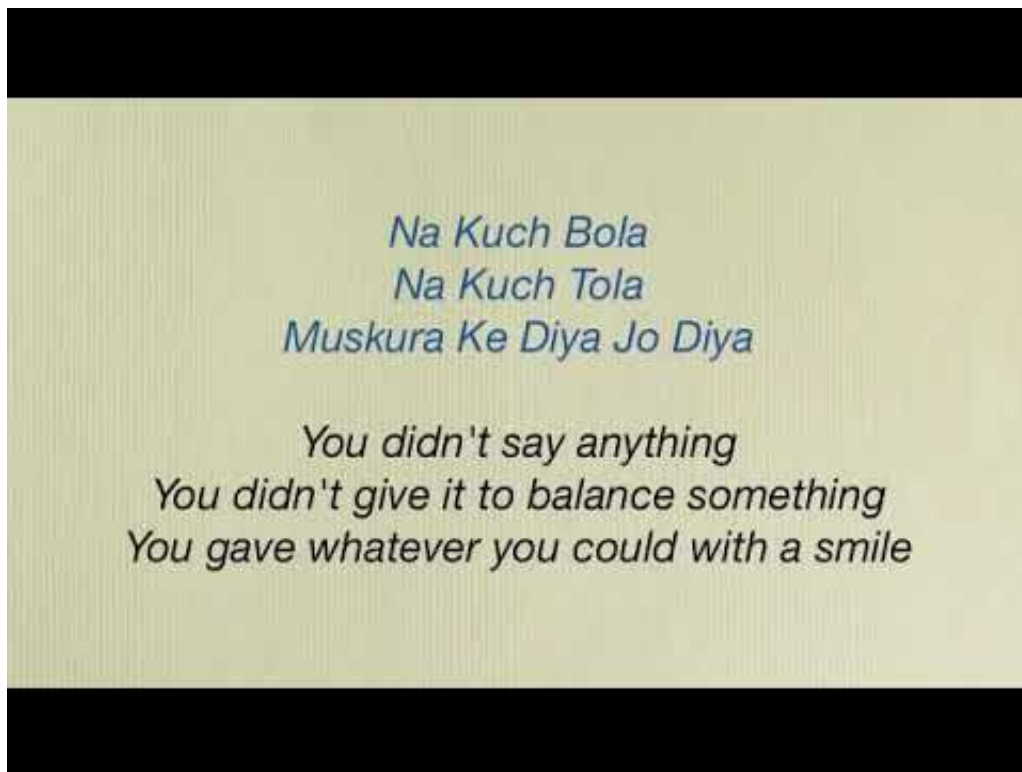 Na Kuch Bola
Na Kuch Tola
Muskura Ke Diya Jo Diya
You didn't say anything
You didn't give it to balance something
You gave whatever you could with a smile